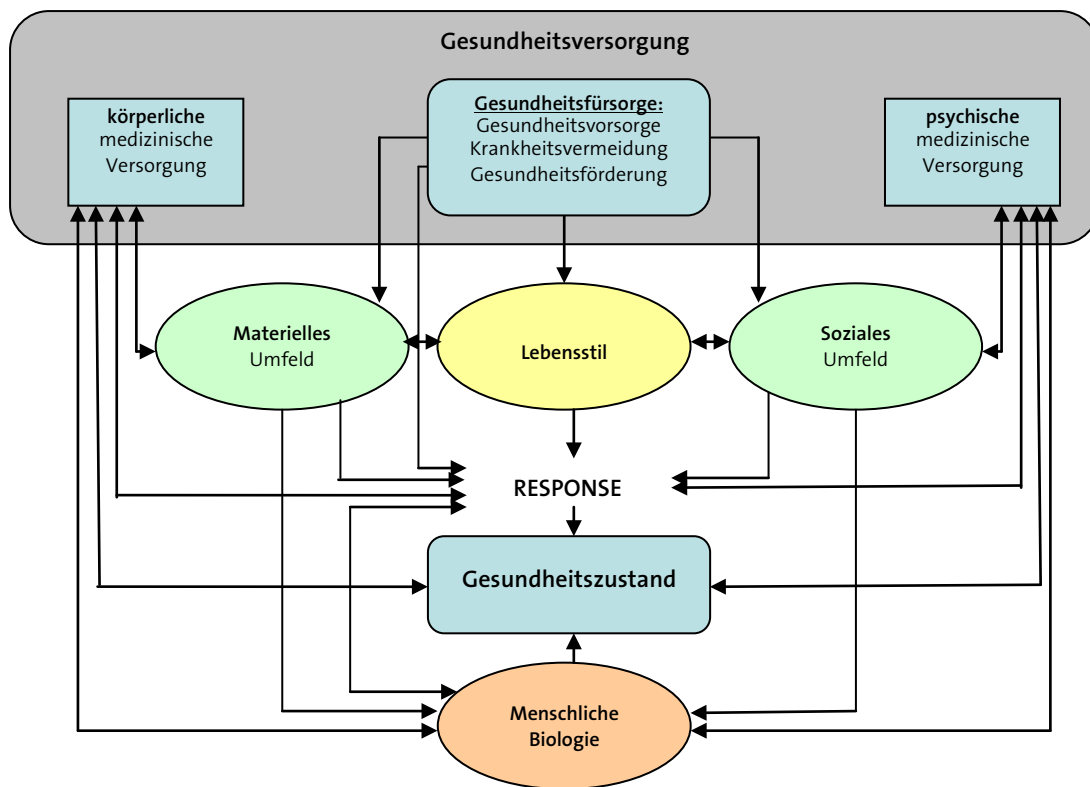 Gesundheitsversorgung
körperliche
medizinische
Versorgung
Gesundheitsfürsorge:
Gesundheitsvorsorge
Krankheitsvermeidung
Gesundheitsförderung
psychische
medizinische
Versorgung
Materielles
Umfeld
Lebensstil
Soziales
Umfeld
RESPONSE
Gesundheitszustand
Menschliche
Biologie